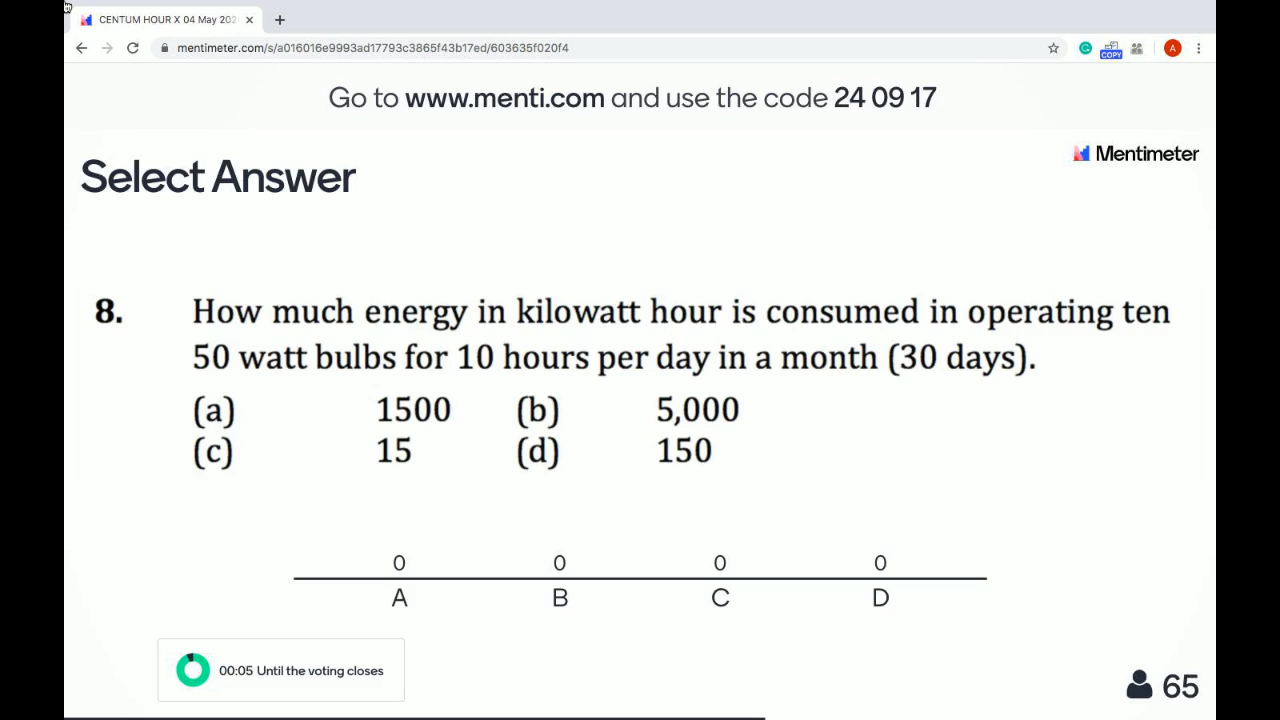 CENTUM HOUR X 04 May 202
mentimeter.com/s/a016016e9993ad17793c3865f43b17ed/603635f020f4
COPY
A
Go to www.menti.com and use the code 24 09 17
Mentimeter
Select Answer
8. How much energy in kilowatt hour is consumed in operating ten
50 watt bulbs for 10 hours per day in a month (30 days).
(a) 1500 (b) 5,000
(c) 15 (d) 150
0 0 0 0
A B C D
00:05 Until the voting closes
65